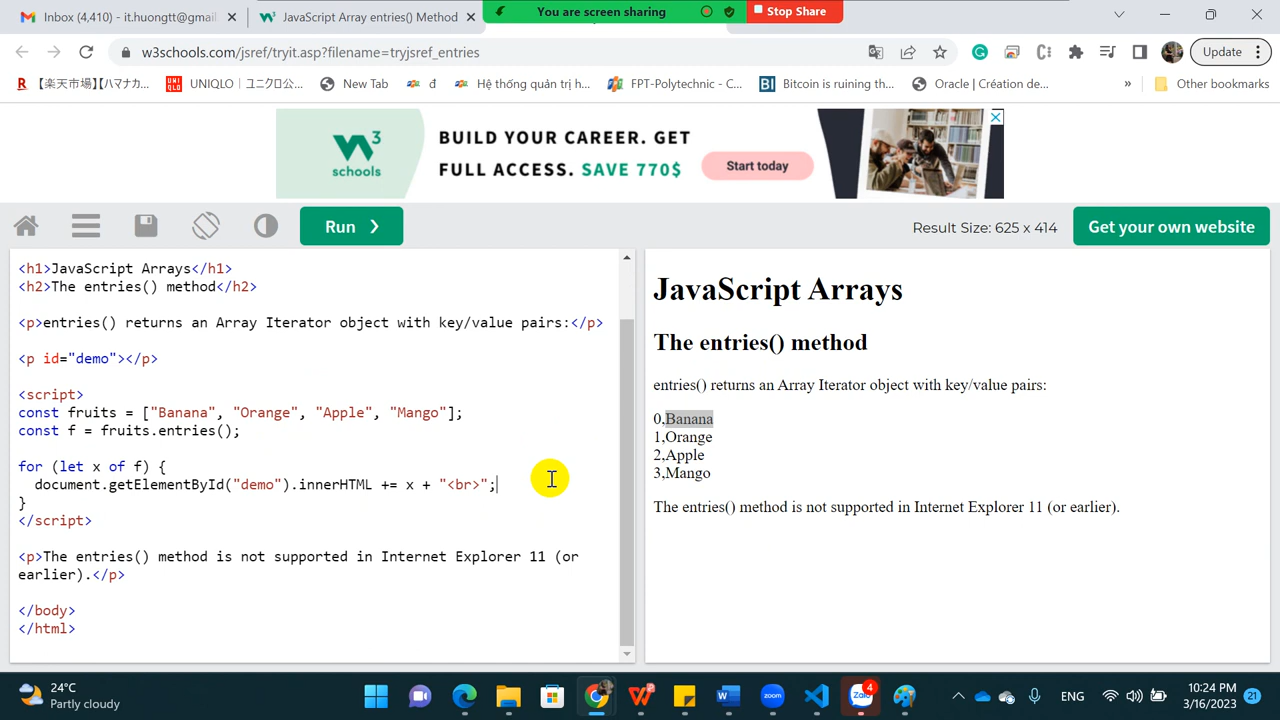 Inbox (9,430) - it.huongtt@gmail
JavaScript Array entries() Method
You are screen sharing
Stop Share
w3schools.com/jsref/tryit.asp?filename=tryjsref_entries
Update
【楽天市場】【ハマナカ...
UNIQLO｜ユニクロ公...
New Tab
đ
Hệ thống quản trị h...
FPT-Polytechnic - C...
Bitcoin is ruining th...
Oracle | Création de...
»
Other bookmarks
W3 schools
BUILD YOUR CAREER. GET
FULL ACCESS. SAVE 770$
Start today
Run ❯
Result Size: 625 x 414
Get your own website
<h1>JavaScript Arrays</h1>
<h2>The entries() method</h2>
<p>entries() returns an Array Iterator object with key/value pairs:</p>
<p id="demo"></p>
<script>
const fruits = ["Banana", "Orange", "Apple", "Mango"];
const f = fruits.entries();
for (let x of f) {
document.getElementById("demo").innerHTML += x + "<br>";
}
</script>
<p>The entries() method is not supported in Internet Explorer 11 (or
earlier).</p>
</body>
</html>
JavaScript Arrays
The entries() method
entries() returns an Array Iterator object with key/value pairs:
0,Banana
1,Orange
2,Apple
3,Mango
The entries() method is not supported in Internet Explorer 11 (or earlier).
24°C
Partly cloudy
zoom
4
ENG
10:24 PM
3/16/2023
21